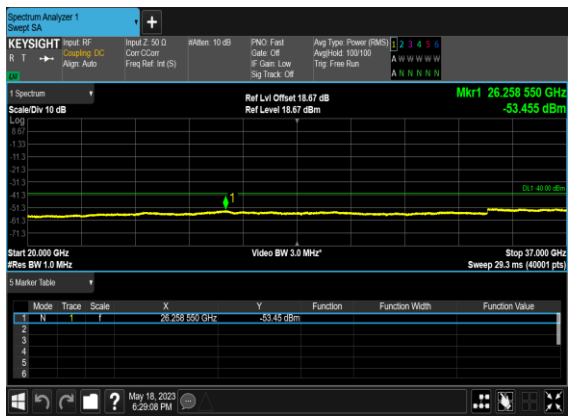 Spectrum Analyzer 1
Swept SA
+
KEYSIGHT
R T
LU
Input: RF
Coupling: DC
Align: Auto
Input Z: 50 Ω
Corr CCorr
Freq Ref: Int (S)
#Atten: 10 dB
PNO: Fast
Gate: Off
IF Gain: Low
Sig Track: Off
Avg Type: Power (RMS)
Avg|Hold: 100/100
Trig: Free Run
1 2 3 4 5 6
A W W W W W
A N N N N N
1 Spectrum
Scale/Div 10 dB
Ref Lvl Offset 18.67 dB
Ref Level 18.67 dBm
Mkr1 26.258 550 GHz
-53.455 dBm
Log
8.67
-1.33
-11.3
-21.3
-31.3
-41.3
-51.3
-61.3
-71.3
DL1 -40.00 dBm
1
Start 20.000 GHz
#Res BW 1.0 MHz
Video BW 3.0 MHz*
Stop 37.000 GHz
Sweep 29.3 ms (40001 pts)
5 Marker Table
Mode Trace Scale X Y Function Function Width Function Value
1 N 1 f 26.258 550 GHz -53.45 dBm
2
3
4
5
6
?
May 18, 2023
6:29:08 PM